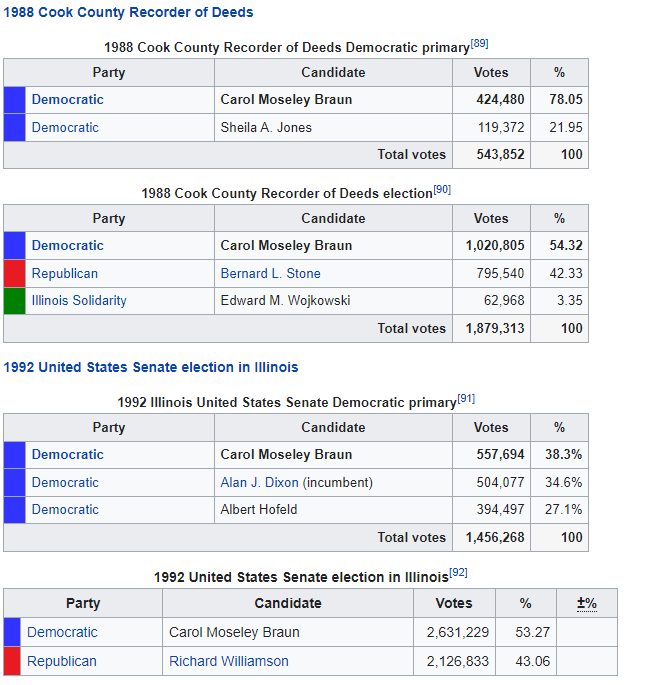 1988 Cook County Recorder of Deeds
1988 Cook County Recorder of Deeds Democratic primary[89]
Party Candidate Votes %
Democratic Carol Moseley Braun 424,480 78.05
Democratic Sheila A. Jones 119,372 21.95
Total votes 543,852 100
1988 Cook County Recorder of Deeds election[90]
Party Candidate Votes %
Democratic Carol Moseley Braun 1,020,805 54.32
Republican Bernard L. Stone 795,540 42.33
Illinois Solidarity Edward M. Wojkowski 62,968 3.35
Total votes 1,879,313 100
1992 United States Senate election in Illinois
1992 Illinois United States Senate Democratic primary[91]
Party Candidate Votes %
Democratic Carol Moseley Braun 557,694 38.3%
Democratic Alan J. Dixon (incumbent) 504,077 34.6%
Democratic Albert Hofeld 394,497 27.1%
Total votes 1,456,268 100
1992 United States Senate election in Illinois[92]
Party Candidate Votes % ±%
Democratic Carol Moseley Braun 2,631,229 53.27
Republican Richard Williamson 2,126,833 43.06